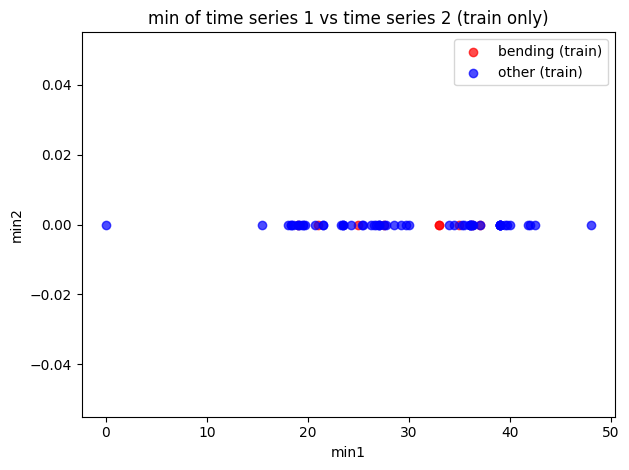 min of time series 1 vs time series 2 (train only)
bending (train)
other (train)
0.04
0.02
0.00
−0.02
−0.04
min2
0 10 20 30 40 50
min1